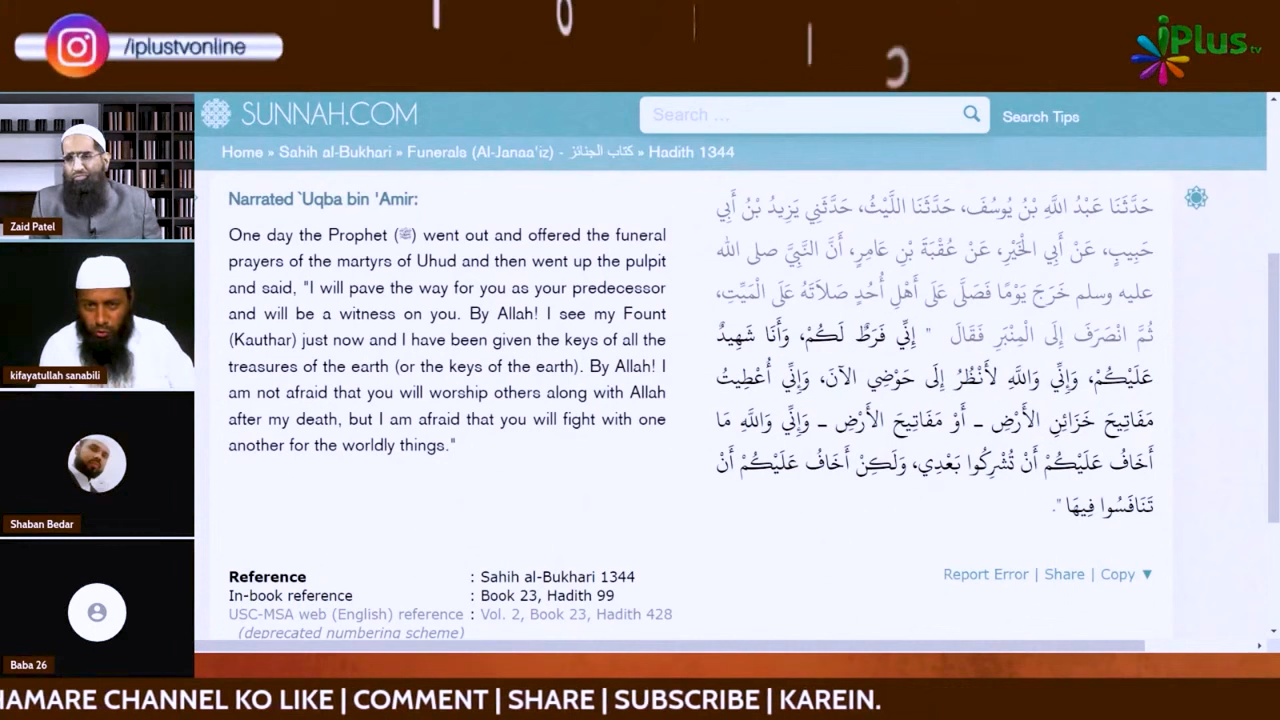 /iplustvonline
iPlus tv
SUNNAH.COM
Search ...
Search Tips
Home » Sahih al-Bukhari » Funerals (Al-Janaa'iz) - كتاب الجنائز » Hadith 1344
Zaid Patel
kifayatullah sanabili
Shaban Bedar
Baba 26
Narrated `Uqba bin 'Amir:
One day the Prophet (ﷺ) went out and offered the funeral
prayers of the martyrs of Uhud and then went up the pulpit
and said, "I will pave the way for you as your predecessor
and will be a witness on you. By Allah! I see my Fount
(Kauthar) just now and I have been given the keys of all the
treasures of the earth (or the keys of the earth). By Allah! I
am not afraid that you will worship others along with Allah
after my death, but I am afraid that you will fight with one
another for the worldly things."
حَدَّثَنَا عَبْدُ اللَّهِ بْنُ يُوسُفَ، حَدَّثَنَا اللَّيْثُ، حَدَّثَنِي يَزِيدُ بْنُ أَبِي
حَبِيبٍ، عَنْ أَبِي الْخَيْرِ، عَنْ عُقْبَةَ بْنِ عَامِرٍ، أَنَّ النَّبِيَّ صلى الله
عليه وسلم خَرَجَ يَوْمًا فَصَلَّى عَلَى أَهْلِ أُحُدٍ صَلاَتَهُ عَلَى الْمَيِّتِ،
ثُمَّ انْصَرَفَ إِلَى الْمِنْبَرِ فَقَالَ " إِنِّي فَرَطٌ لَكُمْ، وَأَنَا شَهِيدٌ
عَلَيْكُمْ، وَإِنِّي وَاللَّهِ لأَنْظُرُ إِلَى حَوْضِي الآنَ، وَإِنِّي أُعْطِيتُ
مَفَاتِيحَ خَزَائِنِ الأَرْضِ ـ أَوْ مَفَاتِيحَ الأَرْضِ ـ وَإِنِّي وَاللَّهِ مَا
أَخَافُ عَلَيْكُمْ أَنْ تُشْرِكُوا بَعْدِي، وَلَكِنْ أَخَافُ عَلَيْكُمْ أَنْ
تَنَافَسُوا فِيهَا ".
Reference : Sahih al-Bukhari 1344
In-book reference : Book 23, Hadith 99
USC-MSA web (English) reference : Vol. 2, Book 23, Hadith 428
(deprecated numbering scheme)
Report Error | Share | Copy ▼
HAMARE CHANNEL KO LIKE | COMMENT | SHARE | SUBSCRIBE | KAREIN.